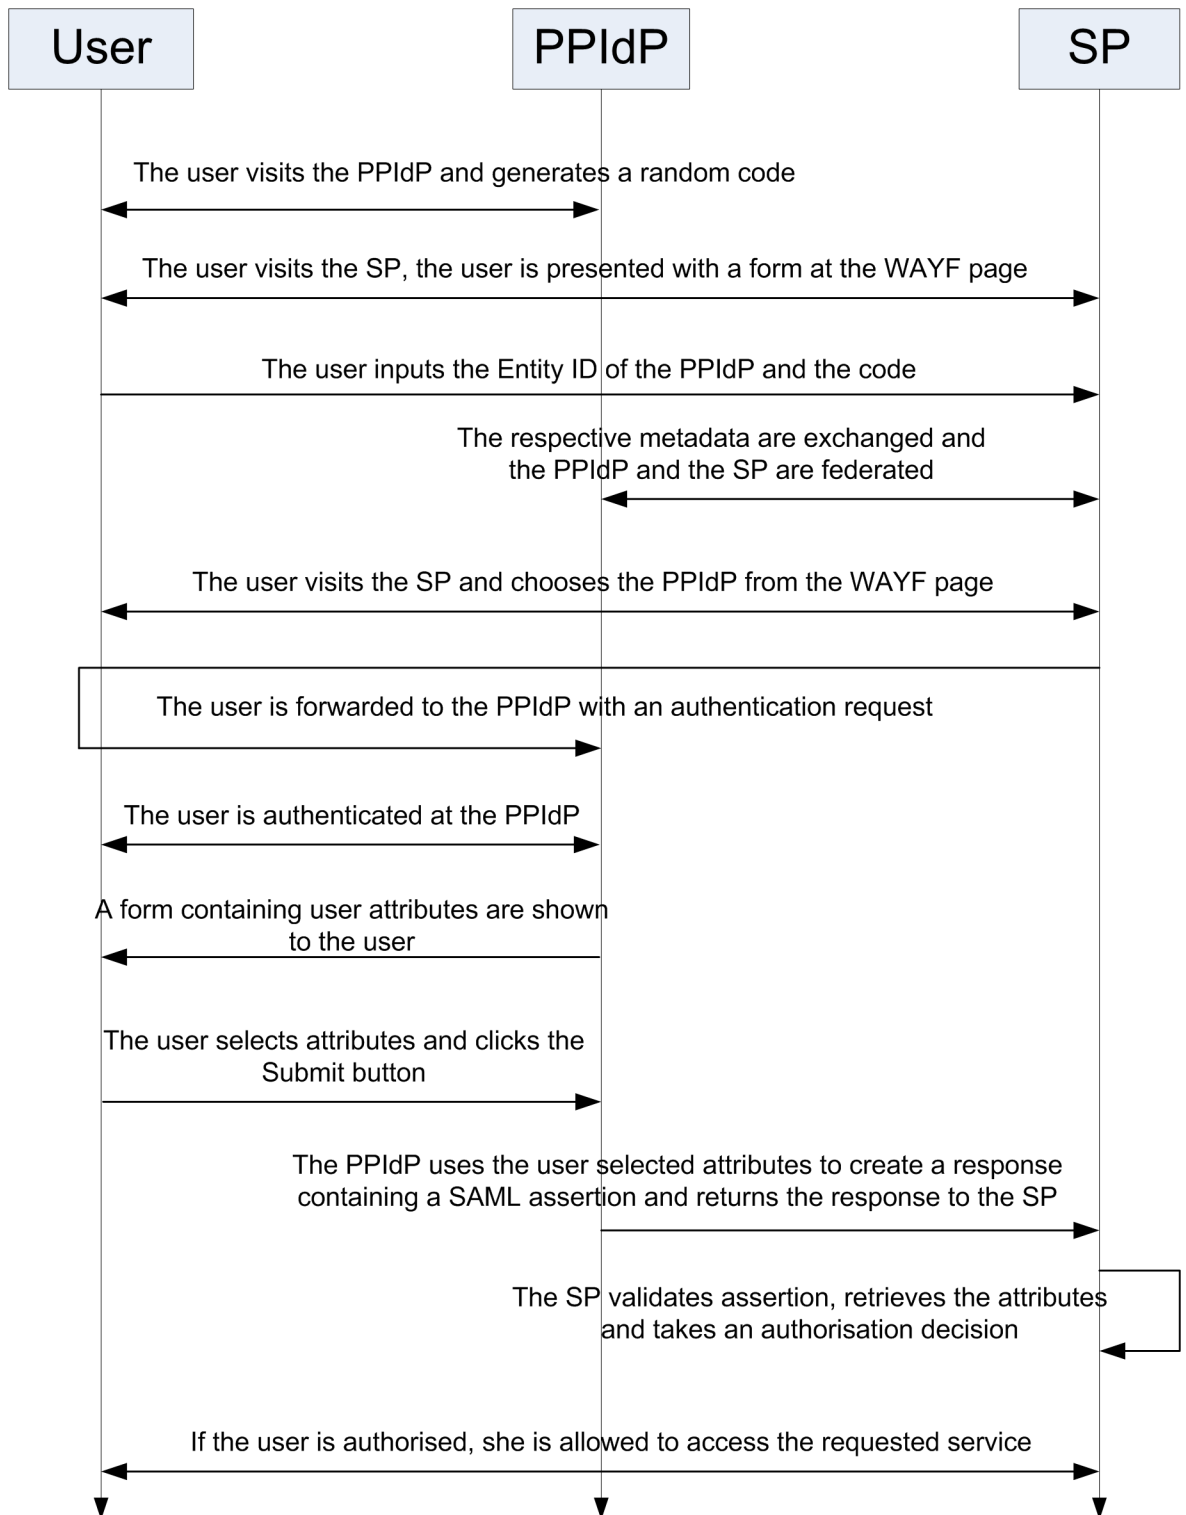 User
PPIdP
SP
The user visits the PPIdP and generates a random code
The user visits the SP, the user is presented with a form at the WAYF page
The user inputs the Entity ID of the PPIdP and the code
The respective metadata are exchanged and
the PPIdP and the SP are federated
The user visits the SP and chooses the PPIdP from the WAYF page
The user is forwarded to the PPIdP with an authentication request
The user is authenticated at the PPIdP
A form containing user attributes are shown
to the user
The user selects attributes and clicks the
Submit button
The PPIdP uses the user selected attributes to create a response
containing a SAML assertion and returns the response to the SP
The SP validates assertion, retrieves the attributes
and takes an authorisation decision
If the user is authorised, she is allowed to access the requested service